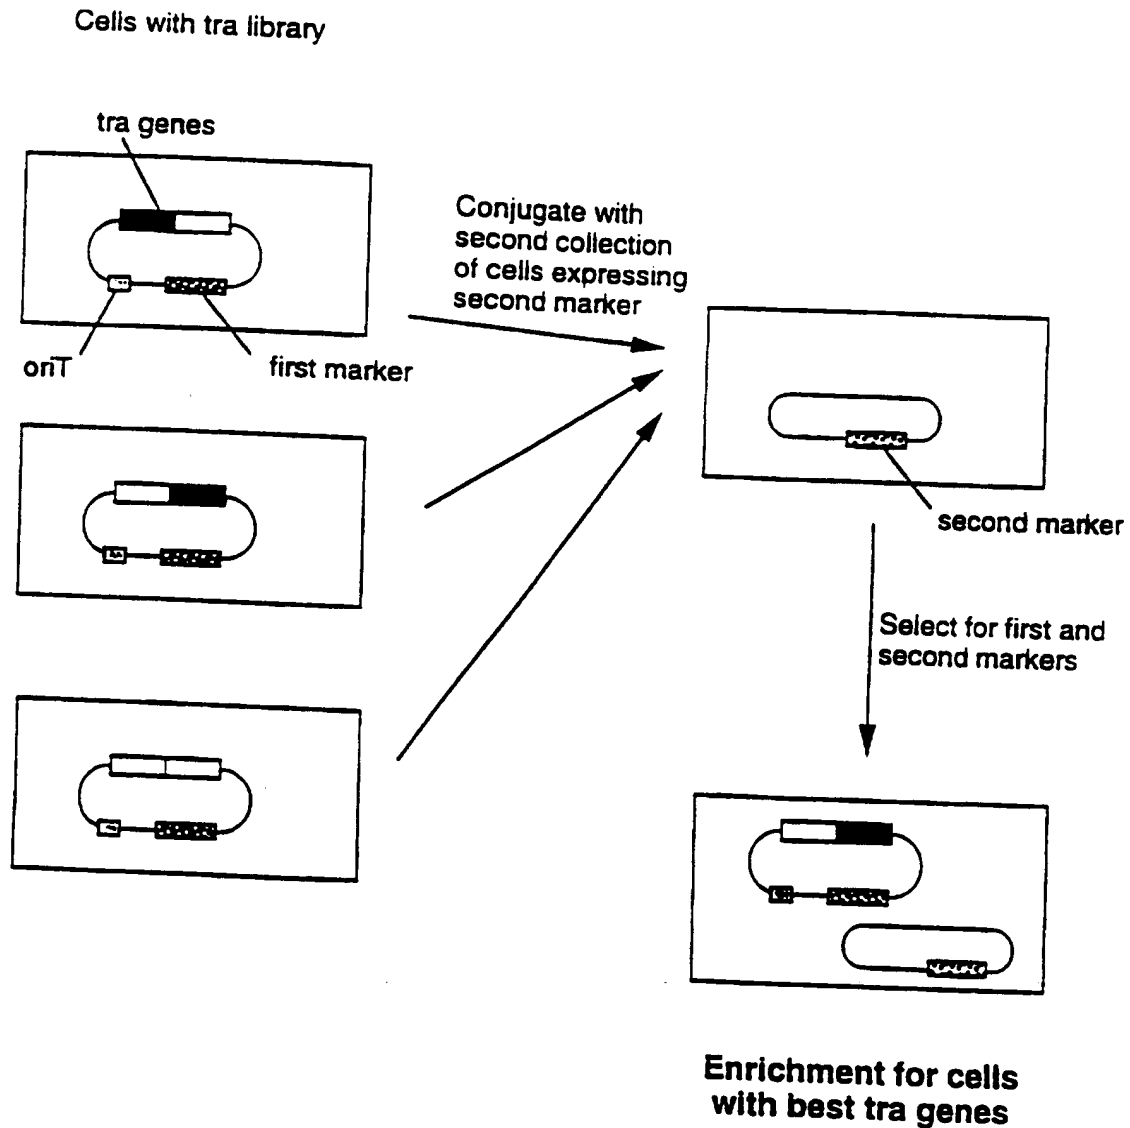 Cells with tra library
tra genes
Conjugate with
second collection
of cells expressing
second marker
oriT
first marker
second marker
Select for first and
second markers
Enrichment for cells
with best tra genes